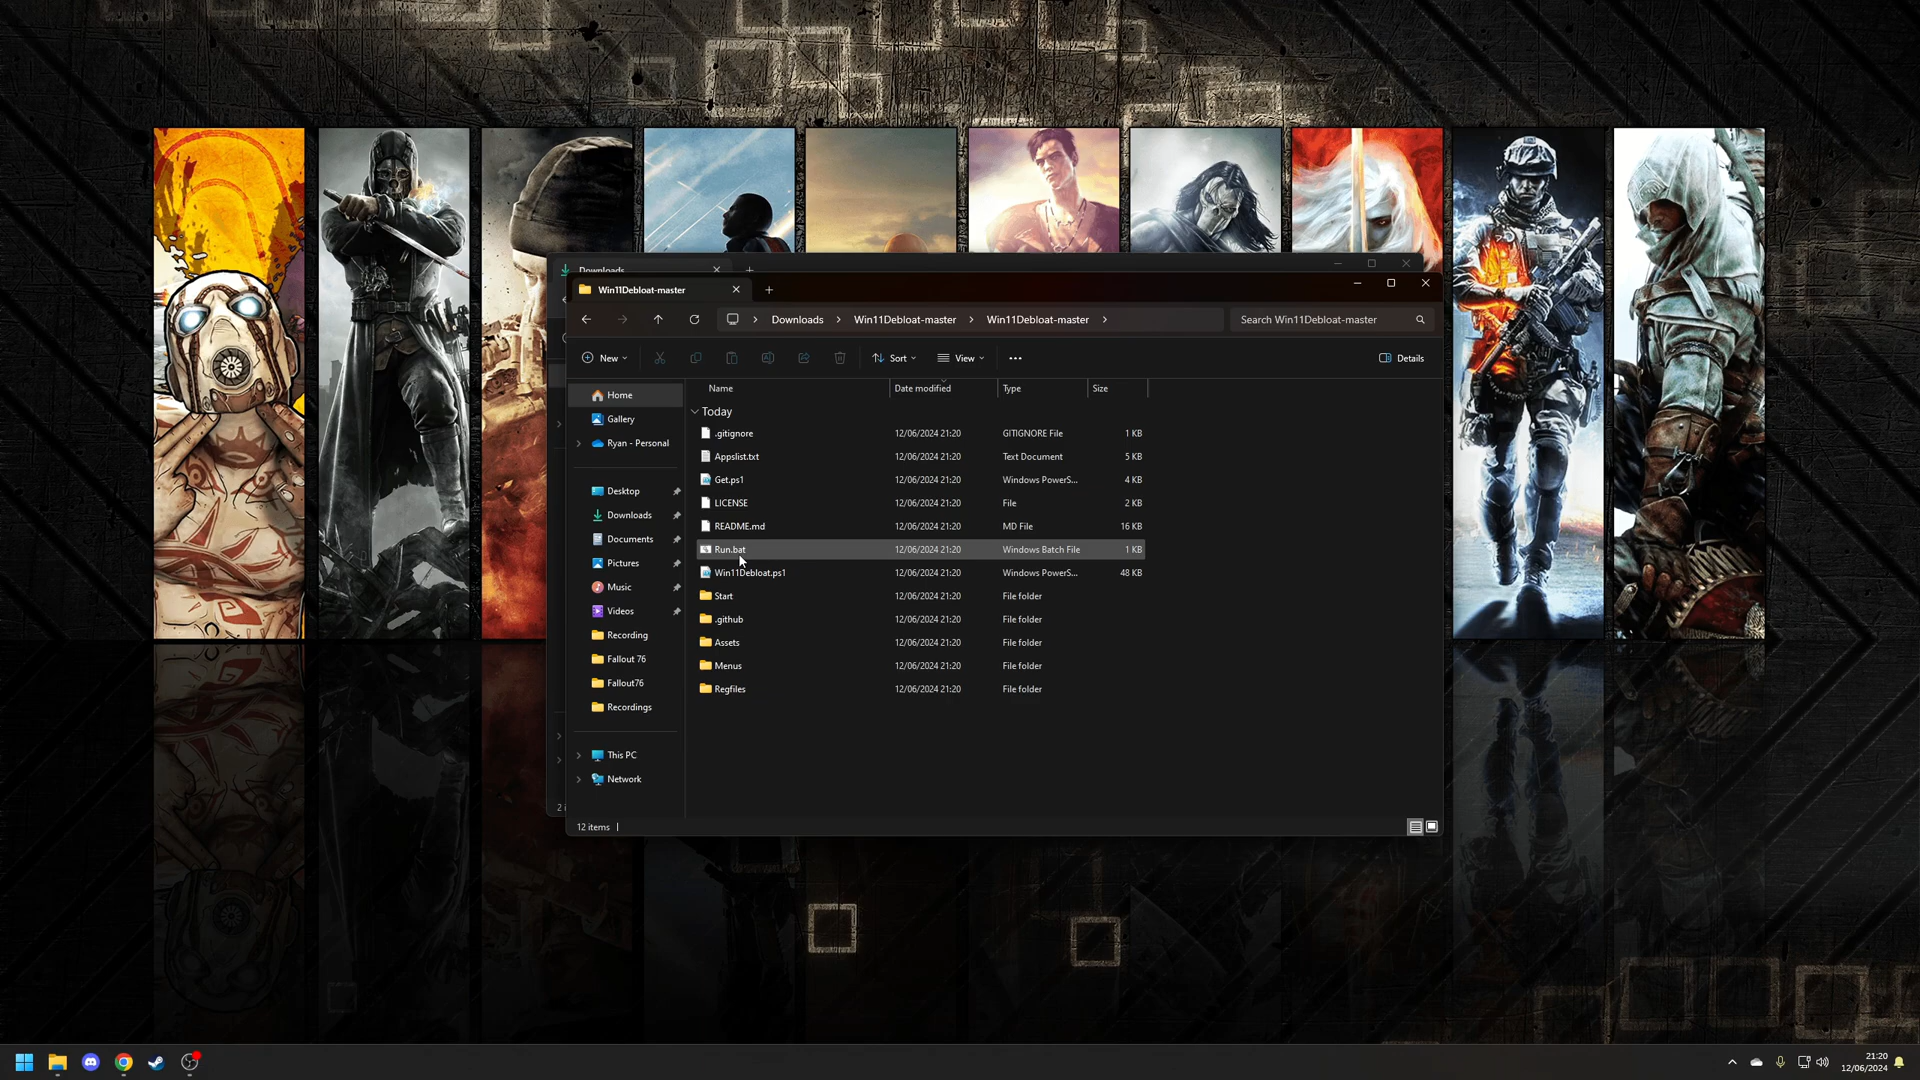 Downloads
Win11Debloat-master
Downloads Win11Debloat-master Win11Debloat-master
Search Win11Debloat-master
New
Sort
View
Details
Home
Gallery
Ryan - Personal
Desktop
Downloads
Documents
Pictures
Music
Videos
Recording
Fallout 76
Fallout76
Recordings
This PC
Network
Name Date modified Type Size
Today
.gitignore 12/06/2024 21:20 GITIGNORE File 1 KB
Appslist.txt 12/06/2024 21:20 Text Document 5 KB
Get.ps1 12/06/2024 21:20 Windows PowerS... 4 KB
LICENSE 12/06/2024 21:20 File 2 KB
README.md 12/06/2024 21:20 MD File 16 KB
Run.bat 12/06/2024 21:20 Windows Batch File 1 KB
Win11Debloat.ps1 12/06/2024 21:20 Windows PowerS... 48 KB
Start 12/06/2024 21:20 File folder
.github 12/06/2024 21:20 File folder
Assets 12/06/2024 21:20 File folder
Menus 12/06/2024 21:20 File folder
Regfiles 12/06/2024 21:20 File folder
2 i
12 items
21:20
12/06/2024